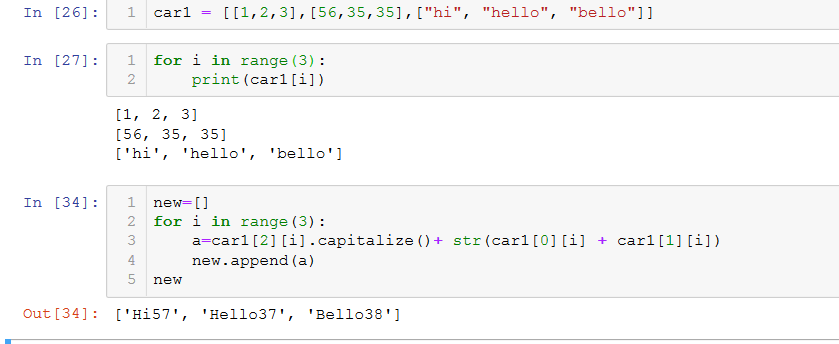 In [26]: 1 car1 = [[1,2,3],[56,35,35],["hi", "hello", "bello"]]
In [27]: 1 for i in range(3):
2     print(car1[i])
[1, 2, 3]
[56, 35, 35]
['hi', 'hello', 'bello']
In [34]: 1 new=[]
2 for i in range(3):
3     a=car1[2][i].capitalize()+ str(car1[0][i] + car1[1][i])
4     new.append(a)
5 new
Out[34]: ['Hi57', 'Hello37', 'Bello38']